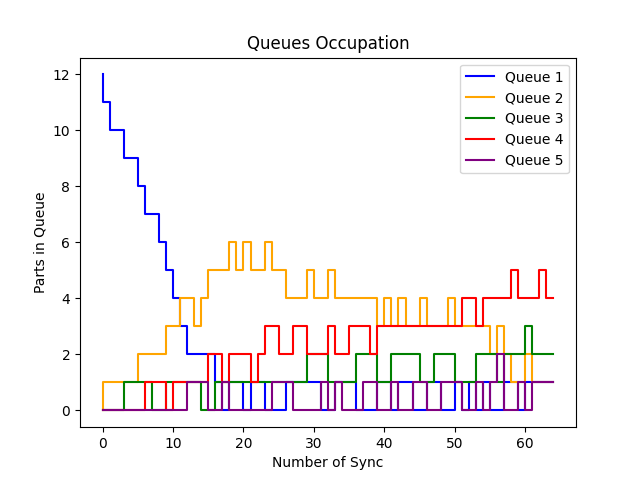 Queues Occupation
12
10
8
6
4
2
0
Parts in Queue
Queue 1
Queue 2
Queue 3
Queue 4
Queue 5
0 10 20 30 40 50 60
Number of Sync